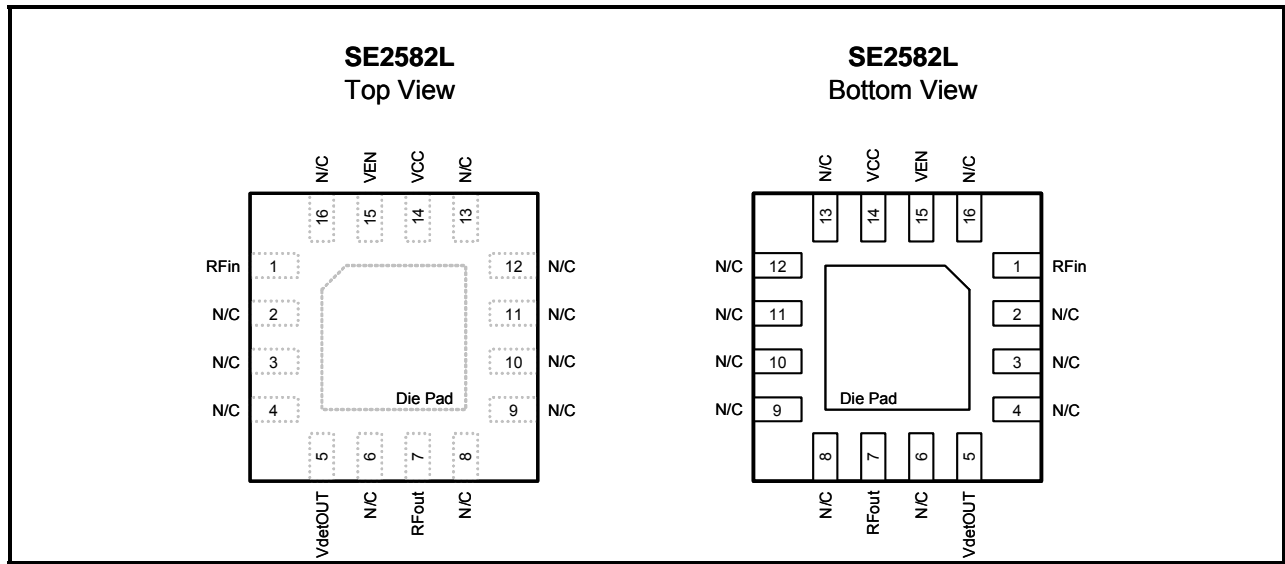 SE2582L
Top View
N/C
VEN
VCC
N/C
16
15
14
13
RFin
1
12
N/C
N/C
2
11
N/C
N/C
3
10
N/C
N/C
4
9
N/C
Die Pad
5
6
7
8
VdetOUT
N/C
RFout
N/C
SE2582L
Bottom View
N/C
VCC
VEN
N/C
13
14
15
16
N/C
12
1
RFin
N/C
11
2
N/C
N/C
10
3
N/C
N/C
9
4
N/C
Die Pad
8
7
6
5
N/C
RFout
N/C
VdetOUT